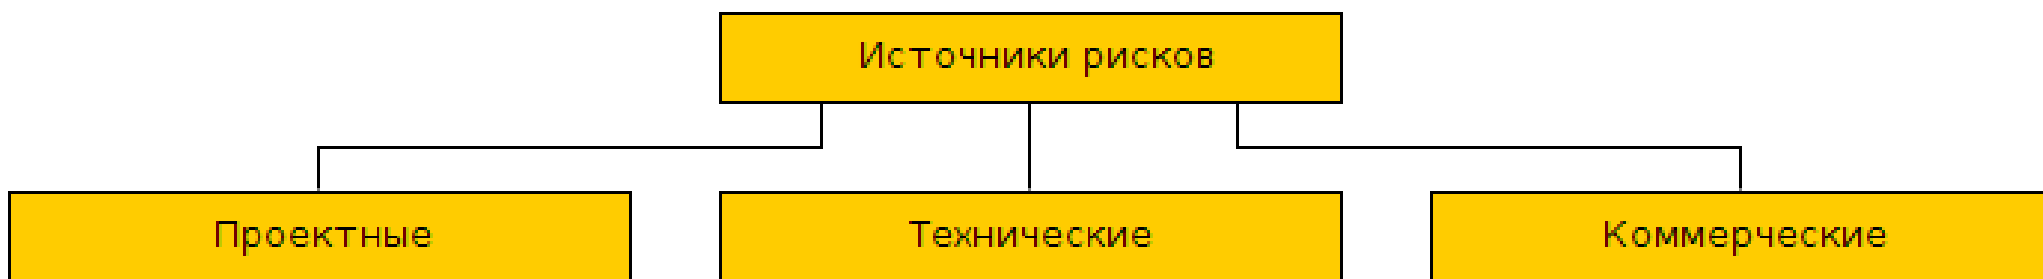 Источники рисков
Проектные
Технические
Коммерческие